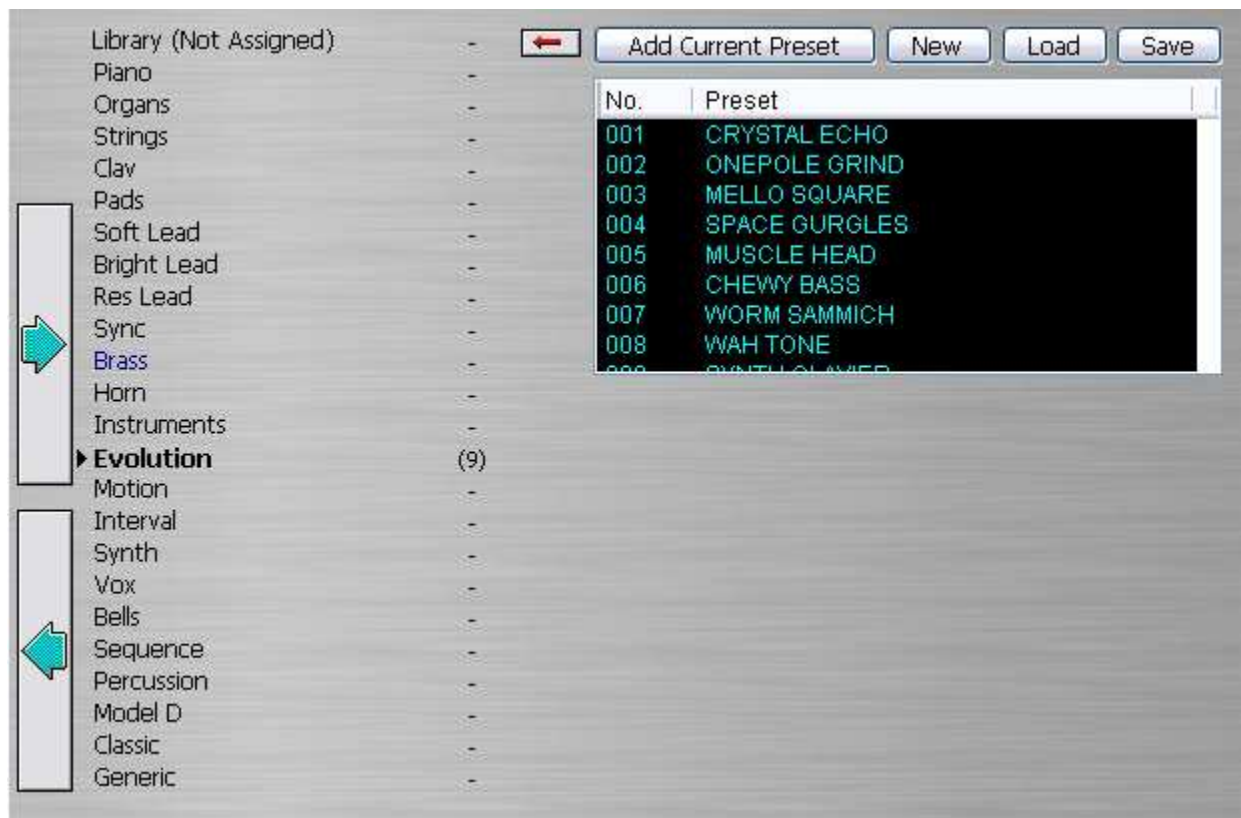 Library (Not Assigned) -
Piano -
Organs -
Strings -
Clav -
Pads -
Soft Lead -
Bright Lead -
Res Lead -
Sync -
Brass -
Horn -
Instruments -
Evolution (9)
Motion -
Interval -
Synth -
Vox -
Bells -
Sequence -
Percussion -
Model D -
Classic -
Generic -
Add Current Preset New Load Save
No. Preset
001 CRYSTAL ECHO
002 ONEPOLE GRIND
003 MELLO SQUARE
004 SPACE GURGLES
005 MUSCLE HEAD
006 CHEWY BASS
007 WORM SAMMICH
008 WAH TONE